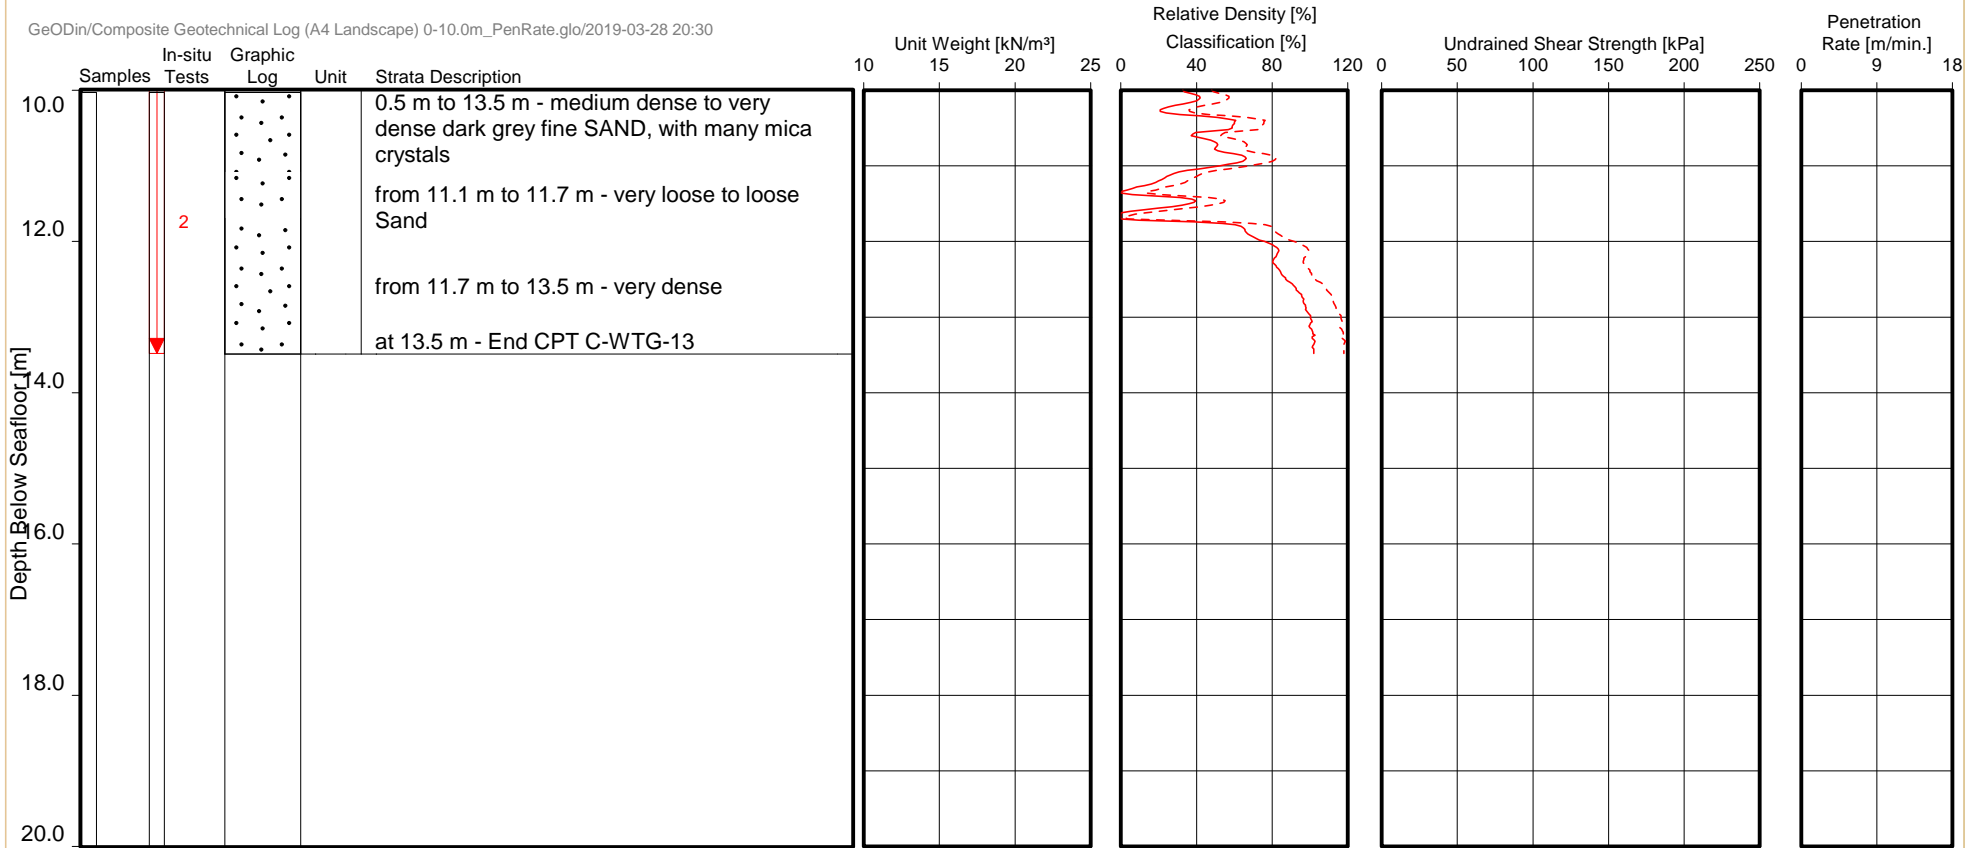 GeODin/Composite Geotechnical Log (A4 Landscape) 0-10.0m_PenRate.glo/2019-03-28 20:30
Samples
In-situ
Tests
Graphic
Log
Unit
Strata Description
Unit Weight [kN/m³]
10 15 20 25
Relative Density [%]
Classification [%]
0 40 80 120
Undrained Shear Strength [kPa]
0 50 100 150 200 250
Penetration
Rate [m/min.]
0 9 18
Depth Below Seafloor [m]
10.0
12.0
14.0
16.0
18.0
20.0
2
0.5 m to 13.5 m - medium dense to very
dense dark grey fine SAND, with many mica
crystals
from 11.1 m to 11.7 m - very loose to loose
Sand
from 11.7 m to 13.5 m - very dense
at 13.5 m - End CPT C-WTG-13